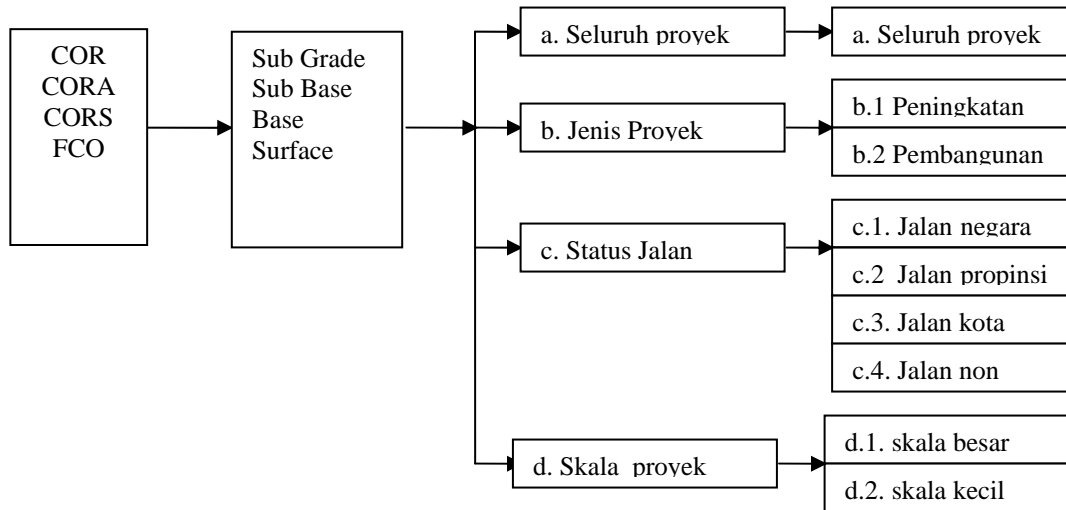 COR
CORA
CORS
FCO
Sub Grade
Sub Base
Base
Surface
a. Seluruh proyek
a. Seluruh proyek
b. Jenis Proyek
b.1 Peningkatan
b.2 Pembangunan
c. Status Jalan
c.1. Jalan negara
c.2 Jalan propinsi
c.3. Jalan kota
c.4. Jalan non
d. Skala proyek
d.1. skala besar
d.2. skala kecil